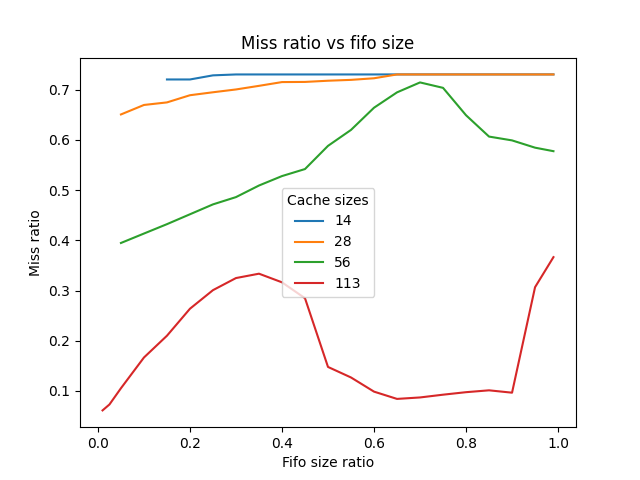 Miss ratio vs fifo size
Miss ratio
0.7
0.6
0.5
0.4
0.3
0.2
0.1
Cache sizes
14
28
56
113
0.0 0.2 0.4 0.6 0.8 1.0
Fifo size ratio